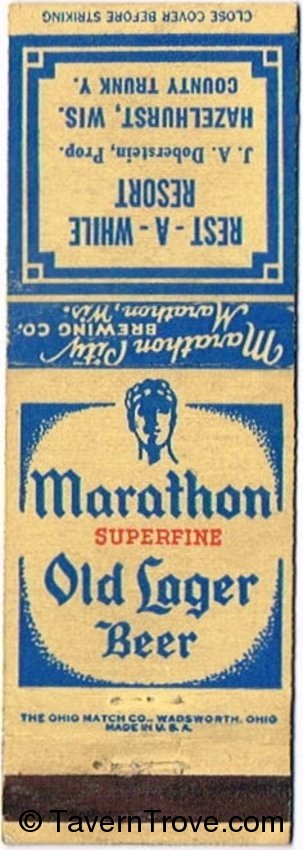 CLOSE COVER BEFORE STRIKING
REST - A - WHILE
RESORT
J. A. Doberstein, Prop.
HAZELHURST, WIS.
COUNTY TRUNK Y.
Marathon City
BREWING CO.
Marathon, Wis.
Marathon
SUPERFINE
Old Lager
Beer
THE OHIO MATCH CO., WADSWORTH, OHIO
MADE IN U.S.A.
© TavernTrove.com